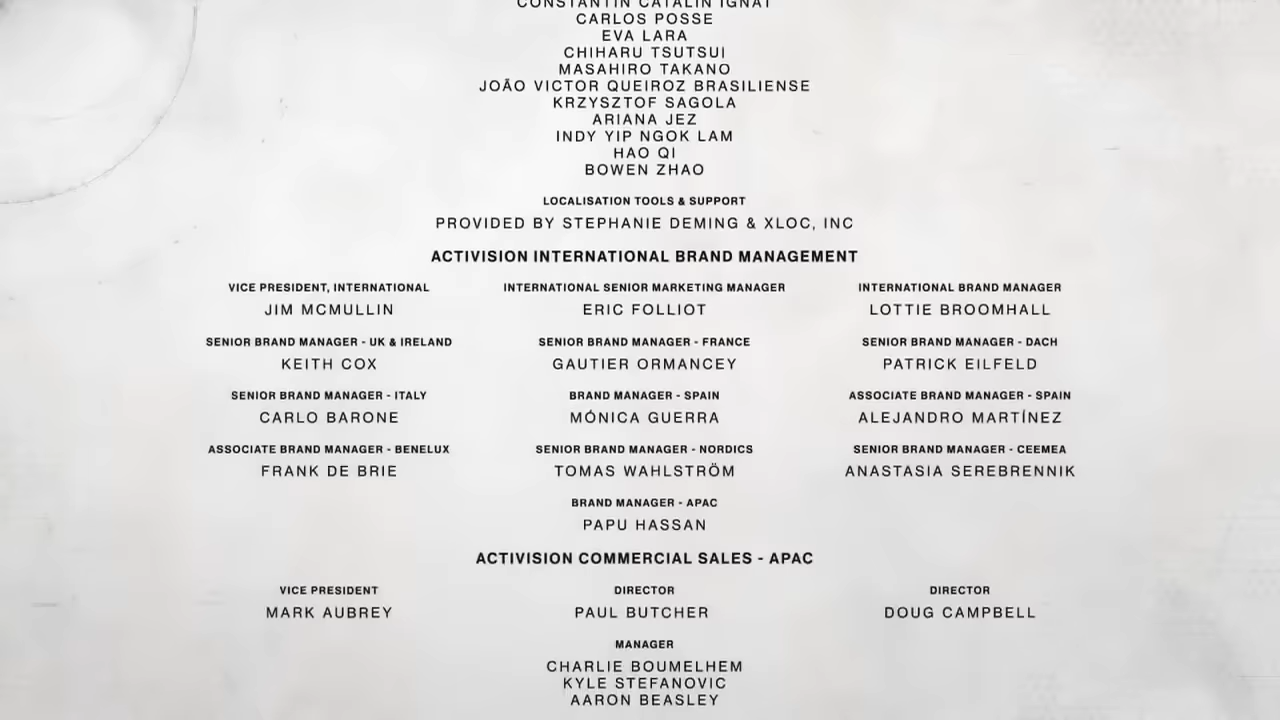 CONSTANTIN CATALIN IGNAT
CARLOS POSSE
EVA LARA
CHIHARU TSUTSUI
MASAHIRO TAKANO
JOÃO VICTOR QUEIROZ BRASILIENSE
KRZYSZTOF SAGOLA
ARIANA JEZ
INDY YIP NGOK LAM
HAO QI
BOWEN ZHAO
LOCALISATION TOOLS & SUPPORT
PROVIDED BY STEPHANIE DEMING & XLOC, INC
ACTIVISION INTERNATIONAL BRAND MANAGEMENT
VICE PRESIDENT, INTERNATIONAL
JIM MCMULLIN
INTERNATIONAL SENIOR MARKETING MANAGER
ERIC FOLLIOT
INTERNATIONAL BRAND MANAGER
LOTTIE BROOMHALL
SENIOR BRAND MANAGER - UK & IRELAND
KEITH COX
SENIOR BRAND MANAGER - FRANCE
GAUTIER ORMANCEY
SENIOR BRAND MANAGER - DACH
PATRICK EILFELD
SENIOR BRAND MANAGER - ITALY
CARLO BARONE
BRAND MANAGER - SPAIN
MÓNICA GUERRA
ASSOCIATE BRAND MANAGER - SPAIN
ALEJANDRO MARTÍNEZ
ASSOCIATE BRAND MANAGER - BENELUX
FRANK DE BRIE
SENIOR BRAND MANAGER - NORDICS
TOMAS WAHLSTRÖM
SENIOR BRAND MANAGER - CEEMEA
ANASTASIA SEREBRENNIK
BRAND MANAGER - APAC
PAPU HASSAN
ACTIVISION COMMERCIAL SALES - APAC
VICE PRESIDENT
MARK AUBREY
DIRECTOR
PAUL BUTCHER
DIRECTOR
DOUG CAMPBELL
MANAGER
CHARLIE BOUMELHEM
KYLE STEFANOVIC
AARON BEASLEY